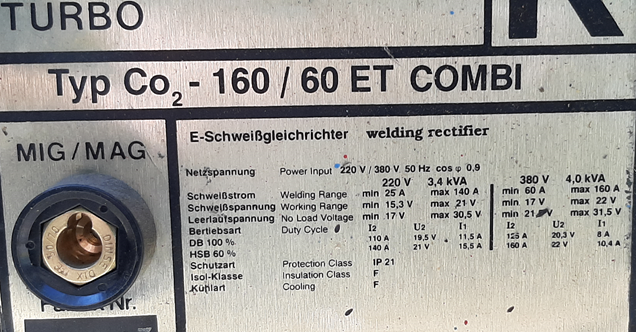 TURBO
Typ Co2 - 160 / 60 ET COMBI
MIG/MAG
E-Schweißgleichrichter welding rectifier
Netzspannung Power Input 220 V / 380 V 50 Hz cos φ 0,9
220 V 3,4 kVA 380 V 4,0 kVA
Schweißstrom Welding Range min 25 A max 140 A min 60 A max 160 A
Schweißspannung Working Range min 15,3 V max 21 V min 17 V max 22 V
Leerlaufspannung No Load Voltage min 17 V max 30,5 V min 21 V max 31,5 V
Bertiebsart Duty Cycle I2 U2 I1 I2 U2 I1
DB 100 % 110 A 19,5 V 11,5 A 126 A 20,3 V 8 A
HSB 60 % 140 A 21,5 V 15,5 A 160 A 22 V 10,4 A
Schutzart Protection Class IP 21
Isol-Klasse Insulation Class F
Kühlart Cooling F
Nr.